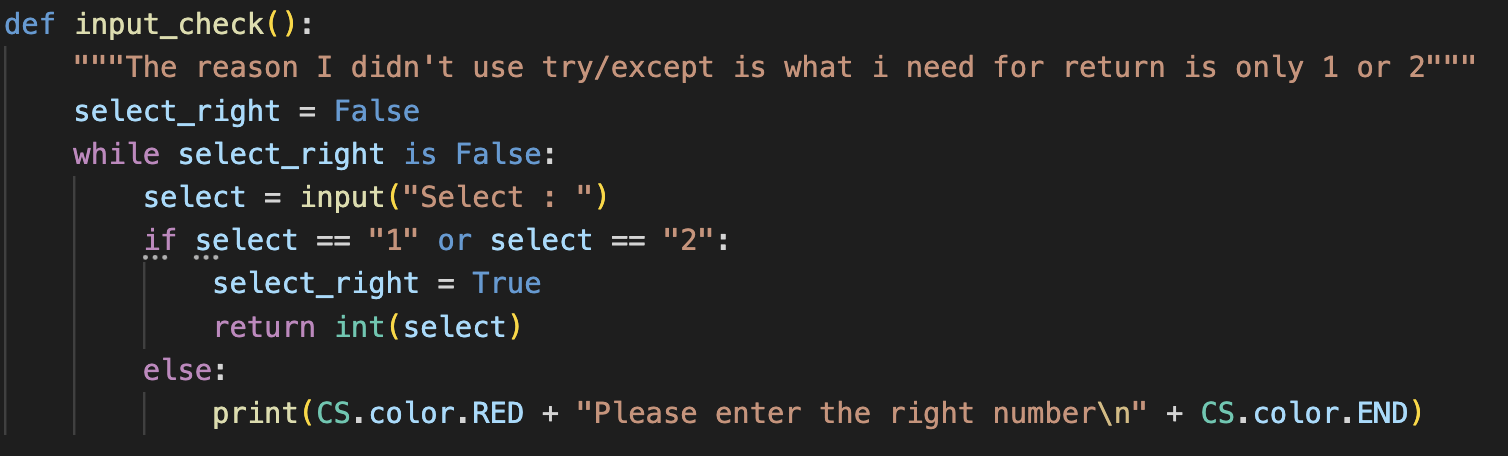 def input_check():
    """The reason I didn't use try/except is what i need for return is only 1 or 2"""
    select_right = False
    while select_right is False:
        select = input("Select : ")
        if select == "1" or select == "2":
            select_right = True
            return int(select)
        else:
            print(CS.color.RED + "Please enter the right number\n" + CS.color.END)